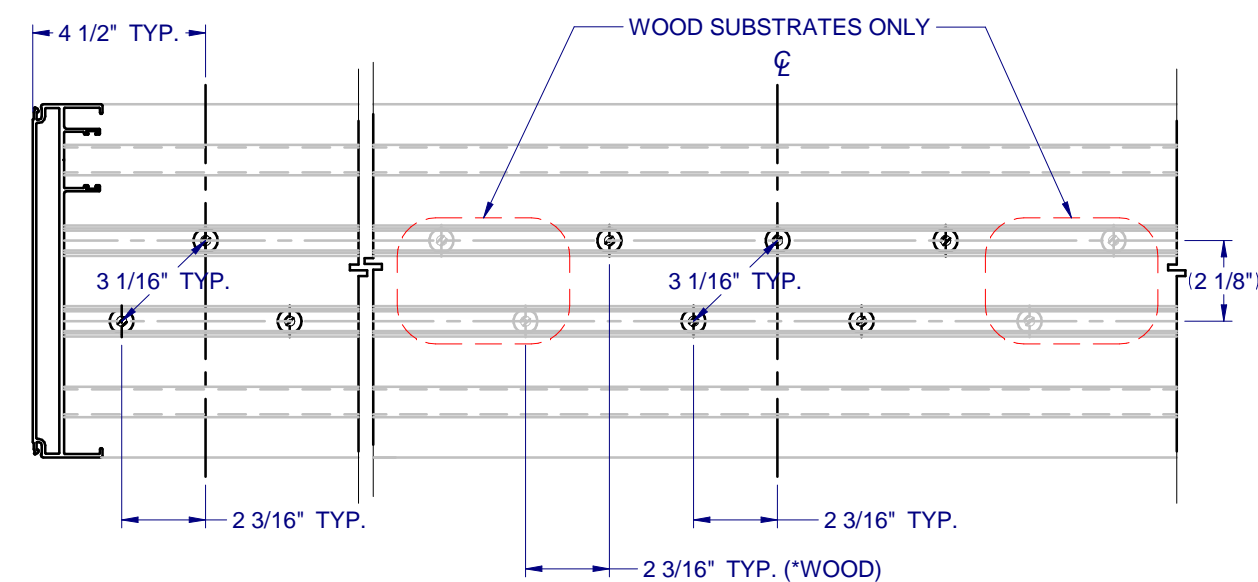 4 1/2" TYP.
WOOD SUBSTRATES ONLY
℄
3 1/16" TYP.
3 1/16" TYP.
(2 1/8")
2 3/16" TYP.
2 3/16" TYP.
2 3/16" TYP. (*WOOD)